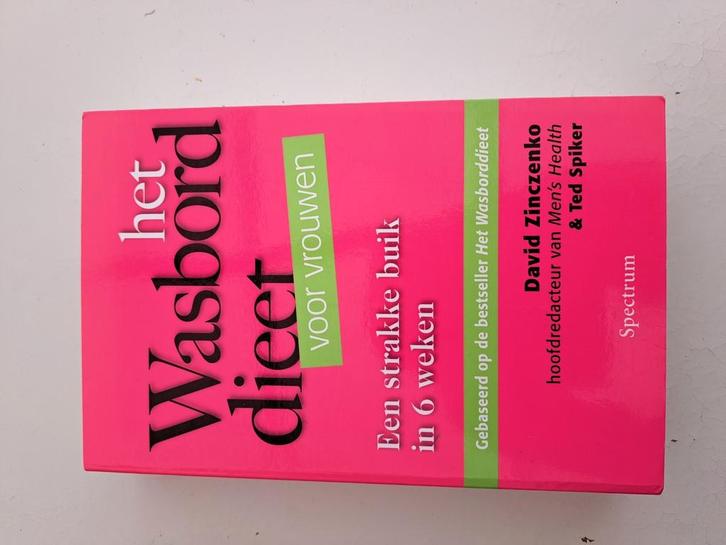 het
Wasbord
dieet
voor vrouwen
Een strakke buik
in 6 weken
Gebaseerd op de bestseller Het Wasborddieet
David Zinczenko
hoofdredacteur van Men's Health
& Ted Spiker
Spectrum